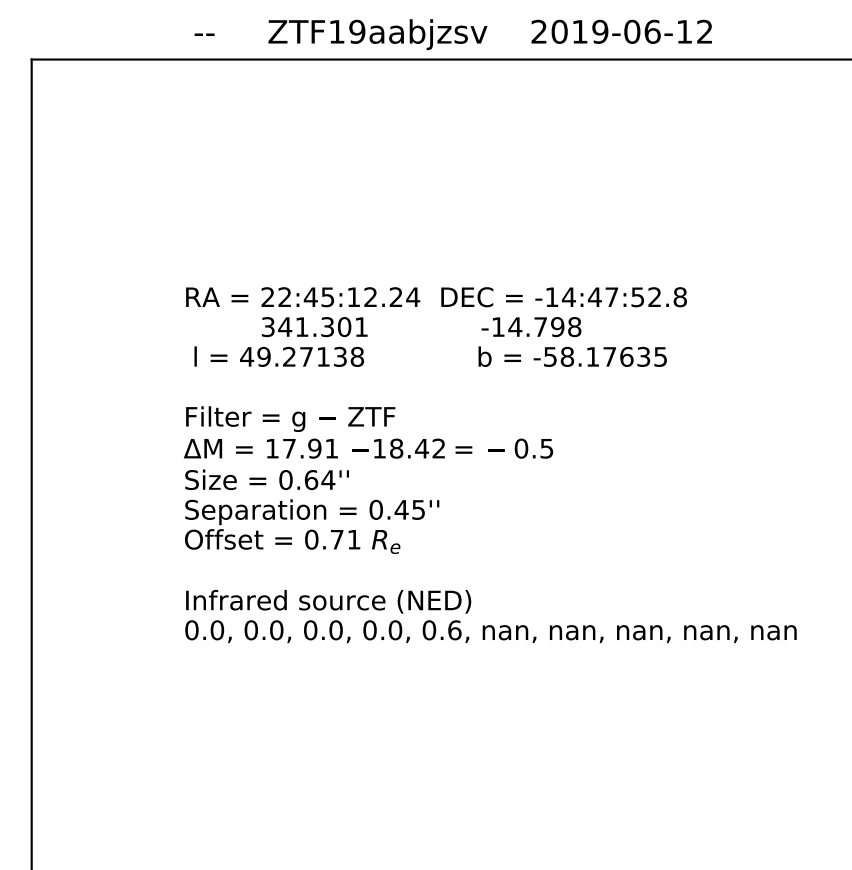 -- ZTF19aabjzsv 2019-06-12
RA = 22:45:12.24 DEC = -14:47:52.8
341.301 -14.798
l = 49.27138 b = -58.17635
Filter = g − ZTF
ΔM = 17.91 −18.42 = − 0.5
Size = 0.64''
Separation = 0.45''
Offset = 0.71 Re
Infrared source (NED)
0.0, 0.0, 0.0, 0.0, 0.6, nan, nan, nan, nan, nan